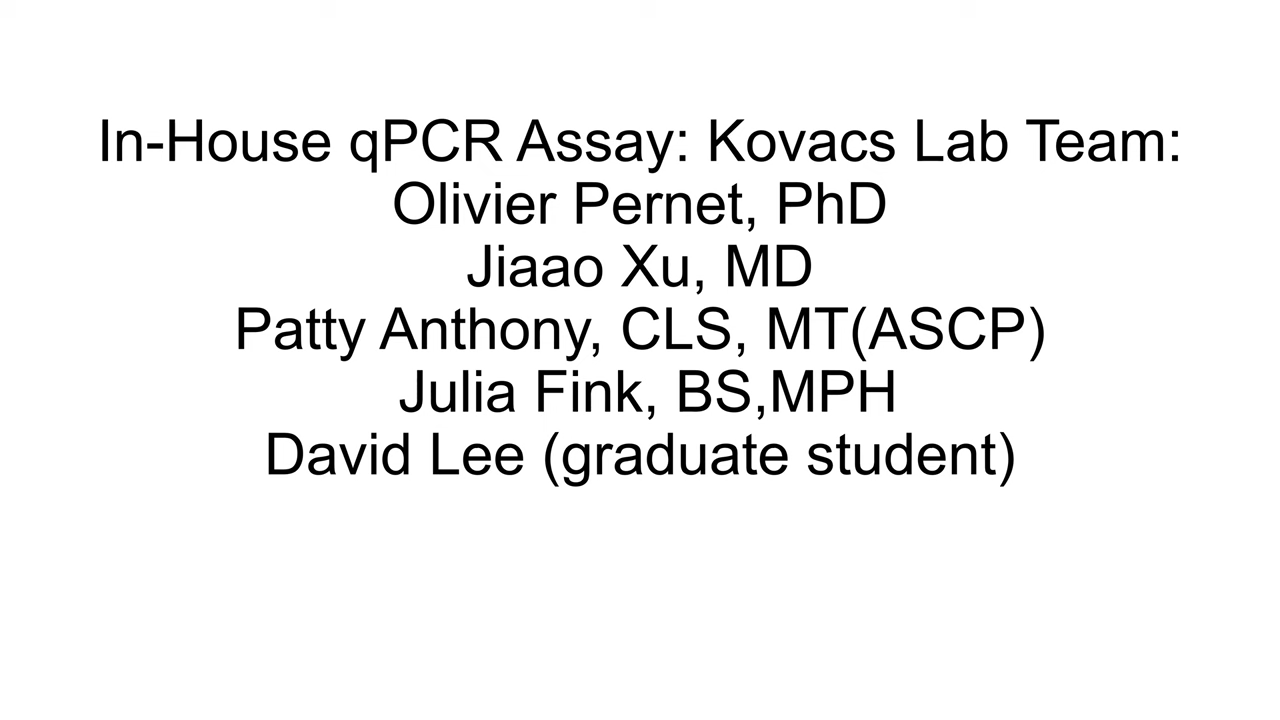 In-House qPCR Assay: Kovacs Lab Team:
Olivier Pernet, PhD
Jiaao Xu, MD
Patty Anthony, CLS, MT(ASCP)
Julia Fink, BS,MPH
David Lee (graduate student)